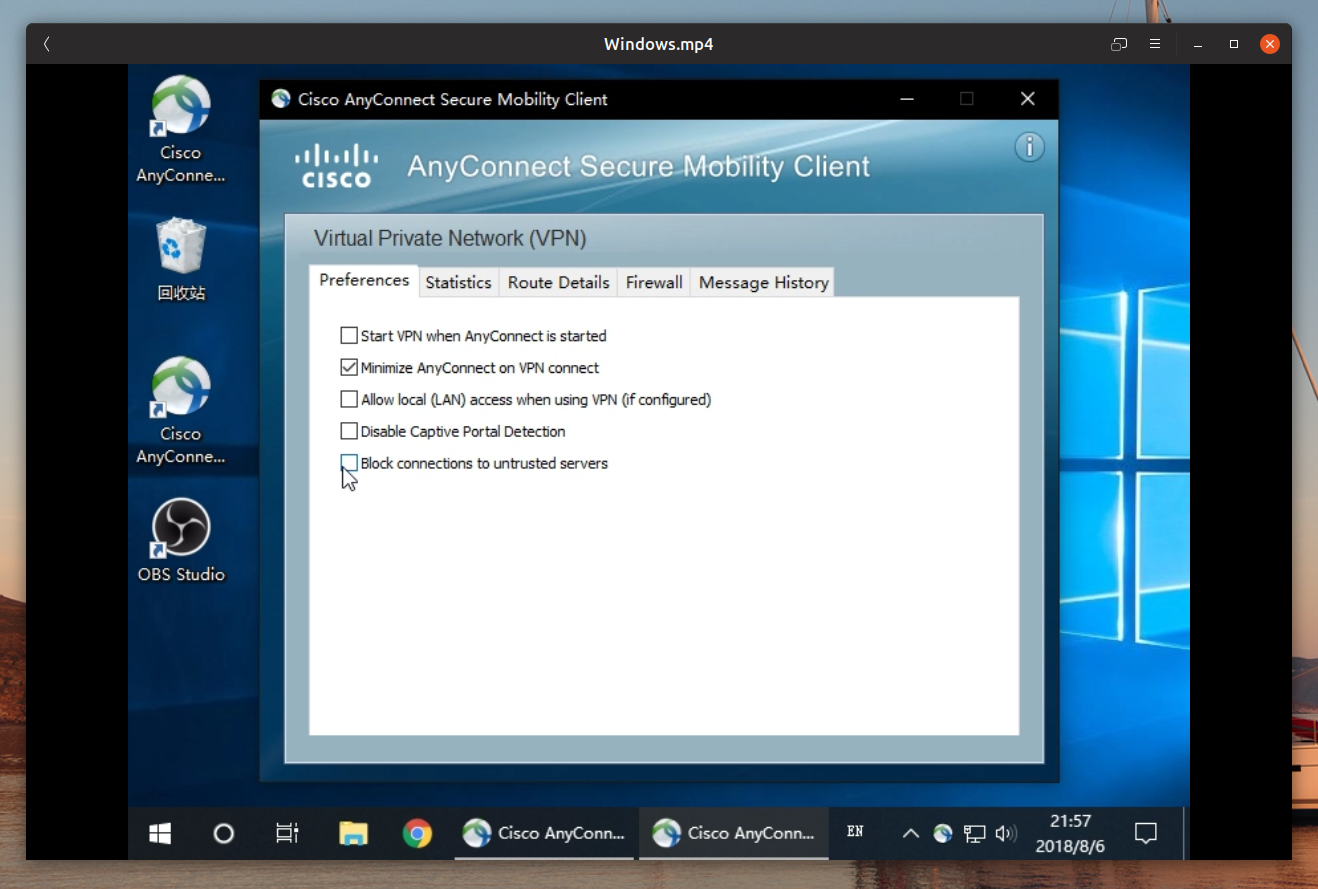 Windows.mp4
Cisco AnyConnect Secure Mobility Client
CISCO
AnyConnect Secure Mobility Client
Virtual Private Network (VPN)
Preferences
Statistics
Route Details
Firewall
Message History
Start VPN when AnyConnect is started
Minimize AnyConnect on VPN connect
Allow local (LAN) access when using VPN (if configured)
Disable Captive Portal Detection
Block connections to untrusted servers
Cisco
AnyConne...
回收站
Cisco
AnyConne...
OBS Studio
Cisco AnyConn...
Cisco AnyConn...
EN
21:57
2018/8/6